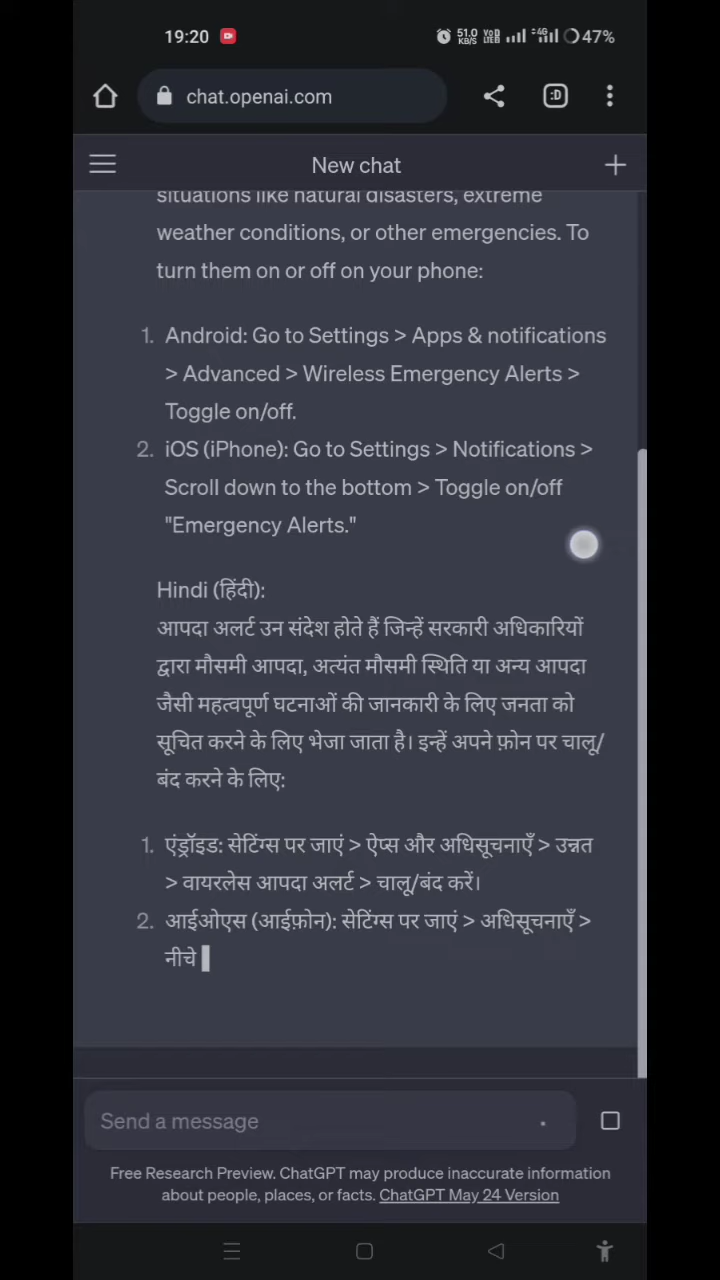 19:20
51.0 KB/S VoD LTE 4G 47%
chat.openai.com
:D
New chat
situations like natural disasters, extreme
weather conditions, or other emergencies. To
turn them on or off on your phone:
1. Android: Go to Settings > Apps & notifications
> Advanced > Wireless Emergency Alerts >
Toggle on/off.
2. iOS (iPhone): Go to Settings > Notifications >
Scroll down to the bottom > Toggle on/off
"Emergency Alerts."
Hindi (हिंदी):
आपदा अलर्ट उन संदेश होते हैं जिन्हें सरकारी अधिकारियों
द्वारा मौसमी आपदा, अत्यंत मौसमी स्थिति या अन्य आपदा
जैसी महत्वपूर्ण घटनाओं की जानकारी के लिए जनता को
सूचित करने के लिए भेजा जाता है। इन्हें अपने फ़ोन पर चालू/
बंद करने के लिए:
1. एंड्रॉइड: सेटिंग्स पर जाएं > ऐप्स और अधिसूचनाएँ > उन्नत
> वायरलेस आपदा अलर्ट > चालू/बंद करें।
2. आईओएस (आईफ़ोन): सेटिंग्स पर जाएं > अधिसूचनाएँ >
नीचे
Send a message
Free Research Preview. ChatGPT may produce inaccurate information
about people, places, or facts. ChatGPT May 24 Version